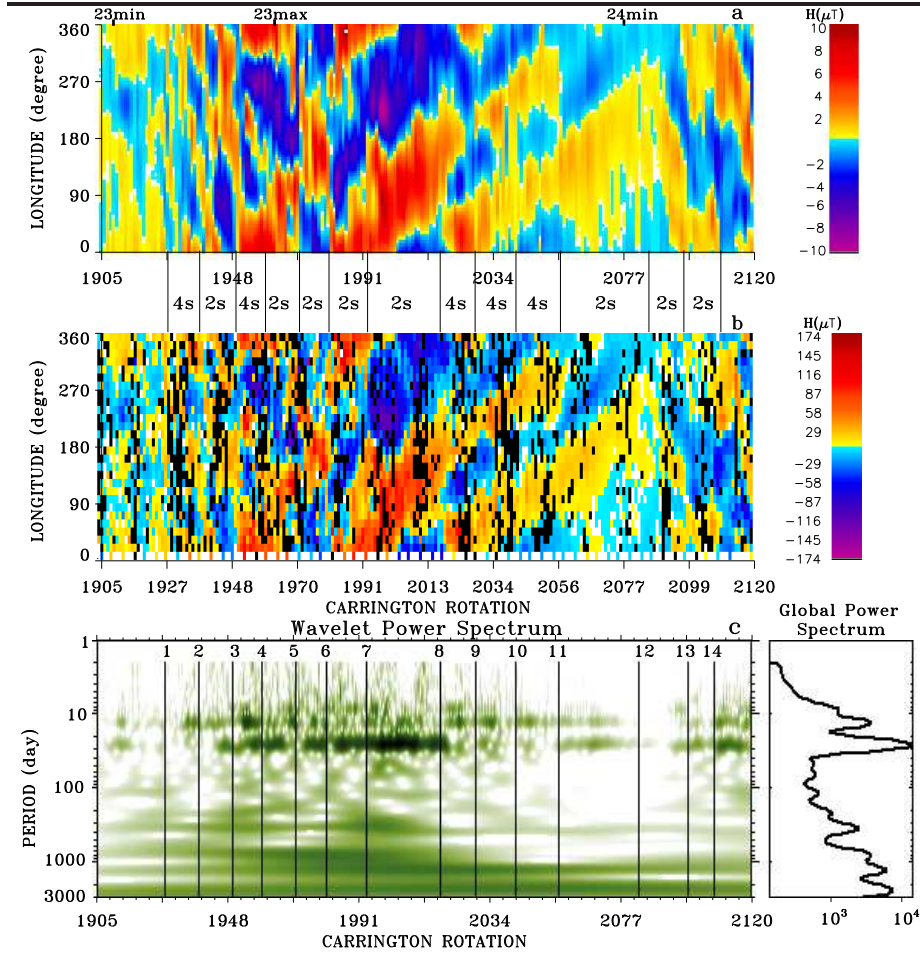 23min 23max 24min a H(μT)
360
270
180
90
0
LONGITUDE (degree)
10
8
6
4
2
−2
−4
−6
−8
−10
1905 1948 1991 2034 2077 2120
4s 2s 4s 2s 2s 2s 2s 4s 4s 4s 2s 2s 2s
b H(μT)
360
270
180
90
0
LONGITUDE (degree)
174
145
116
87
58
29
−29
−58
−87
−116
−145
−174
1905 1927 1948 1970 1991 2013 2034 2056 2077 2099 2120
CARRINGTON ROTATION
Wavelet Power Spectrum c
1 2 3 4 5 6 7 8 9 10 11 12 13 14
1
10
100
1000
3000
PERIOD (day)
1905 1948 1991 2034 2077 2120
CARRINGTON ROTATION
Global Power
Spectrum
10³ 10⁴